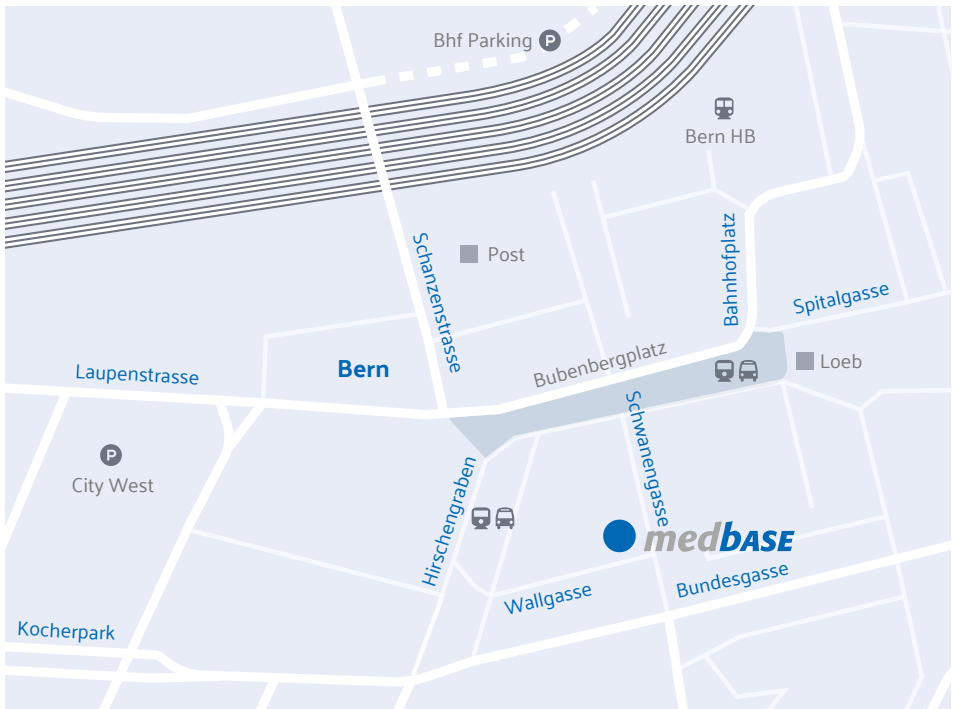 Bhf Parking P
Bern HB
Schanzenstrasse
Post
Bahnhofplatz
Spitalgasse
Bubenbergplatz
Loeb
Laupenstrasse
Bern
Schwanengasse
P
City West
Hirschengraben
medbase
Wallgasse
Bundesgasse
Kocherpark